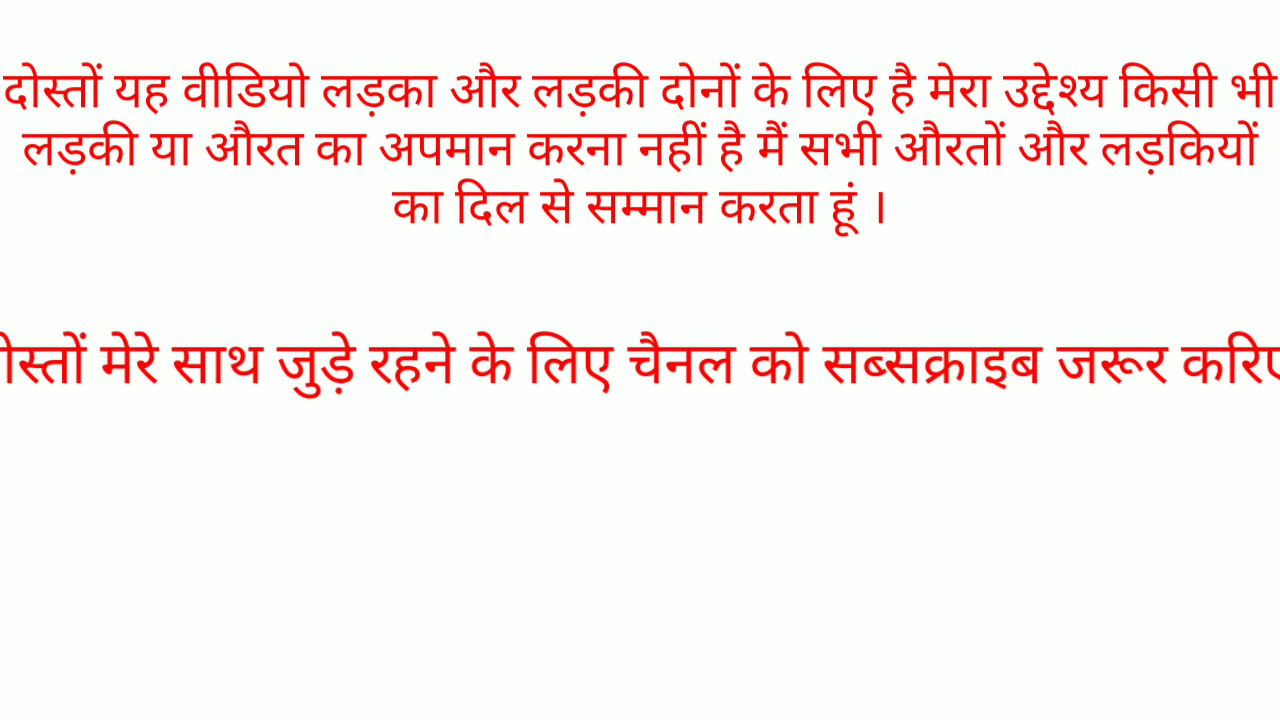 दोस्तों यह वीडियो लड़का और लड़की दोनों के लिए है मेरा उद्देश्य किसी भी
लड़की या औरत का अपमान करना नहीं है मैं सभी औरतों और लड़कियों
का दिल से सम्मान करता हूं ।
मेरे साथ जुड़े रहने के लिए चैनल को सब्सक्राइब जरूर